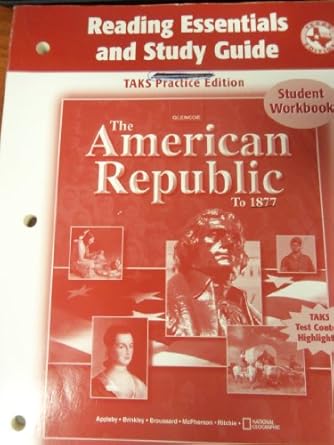 Reading Essentials
and Study Guide
TAKS Practice Edition
Student
Workbook
GLENCOE
The
American
Republic
To 1877
TAKS
Test
Highlight
Appleby • Brinkley • Broussard • McPherson • Ritchie •
NATIONAL
GEOGRAPHIC